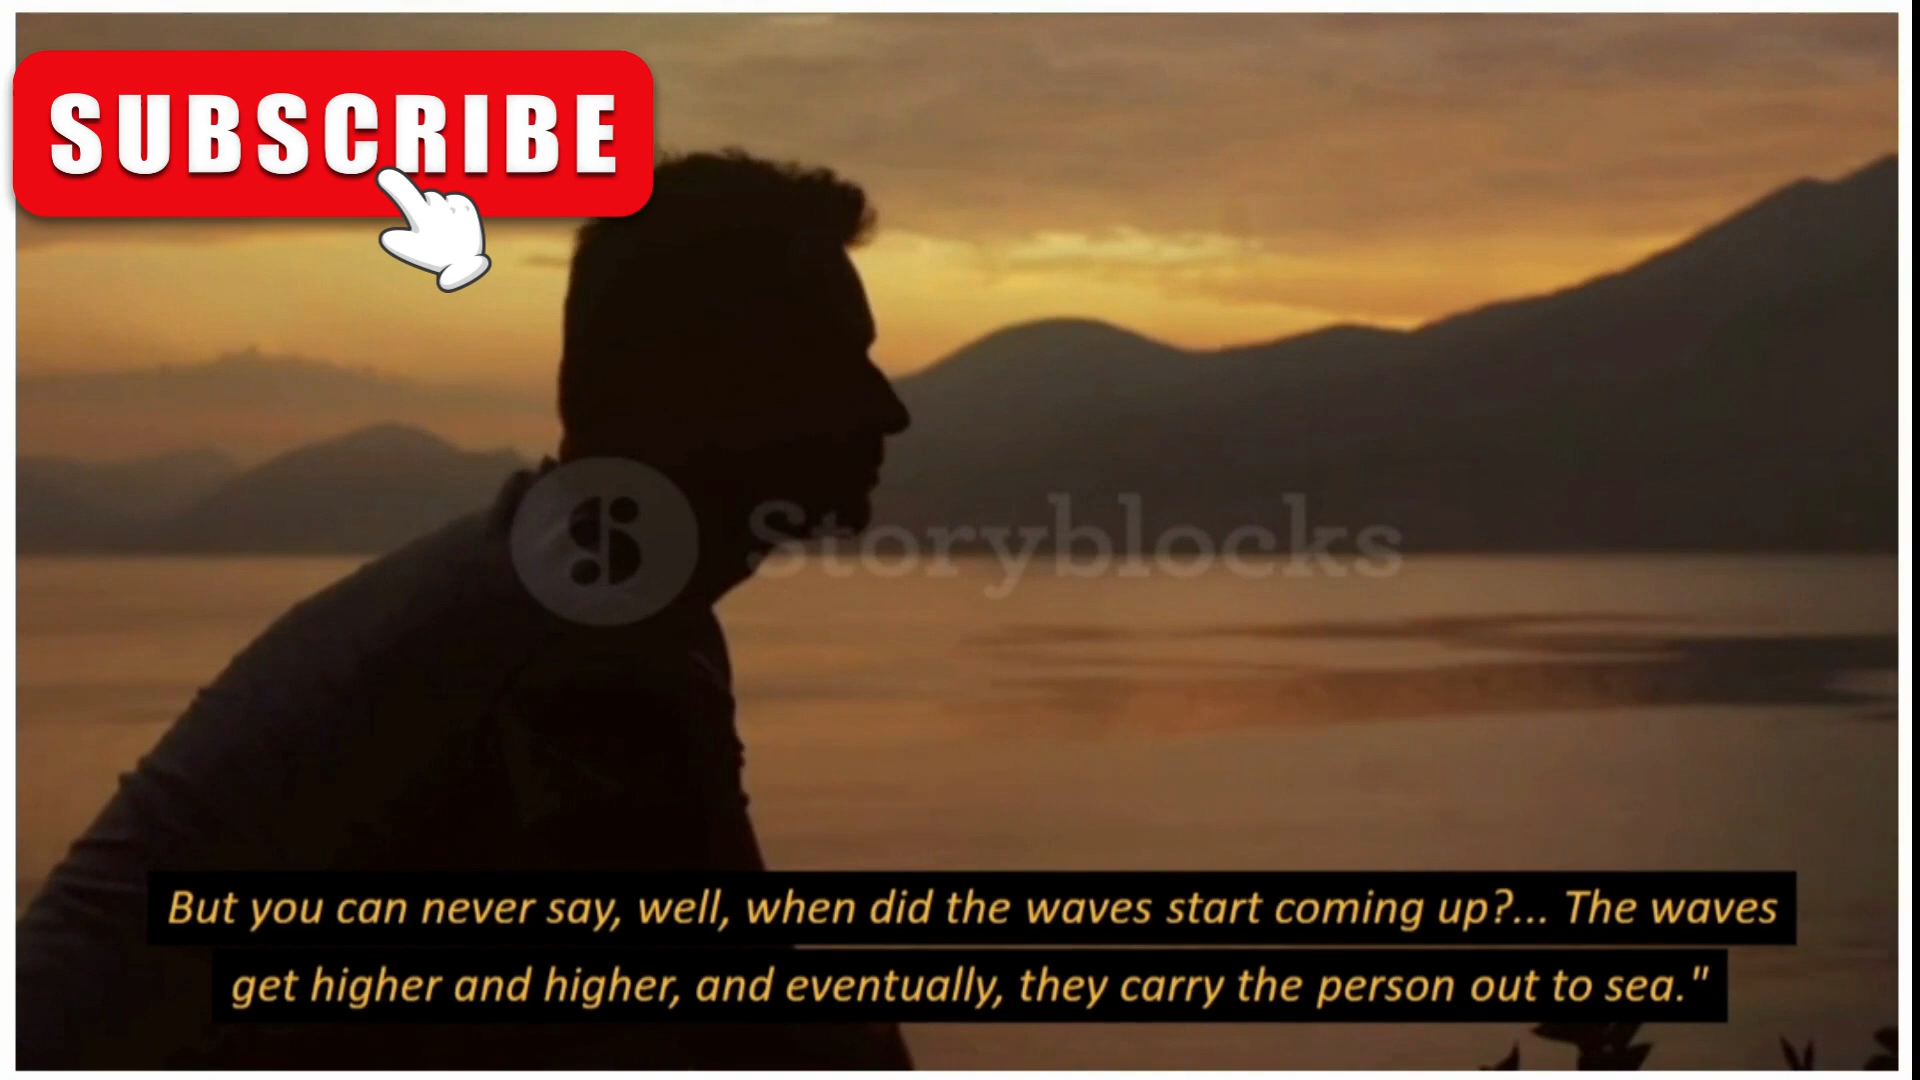 SUBSCRIBE
Storyblocks
But you can never say, well, when did the waves start coming up?... The waves
get higher and higher, and eventually, they carry the person out to sea."